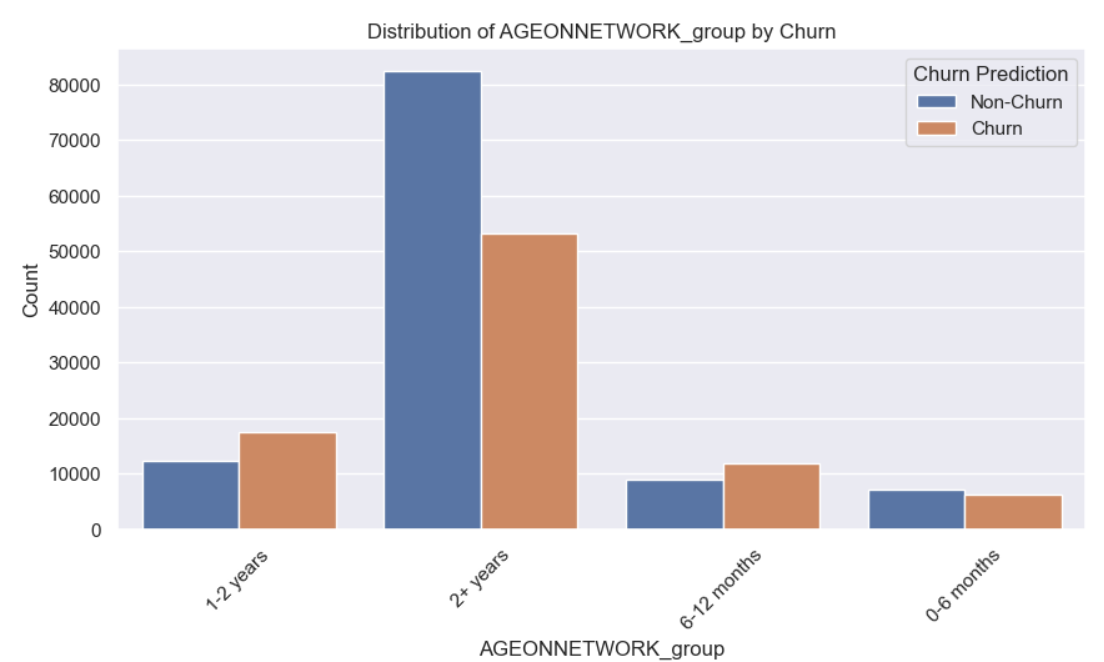 Distribution of AGEONNETWORK_group by Churn
Churn Prediction
Non-Churn
Churn
Count
80000
70000
60000
50000
40000
30000
20000
10000
0
1-2 years
2+ years
6-12 months
0-6 months
AGEONNETWORK_group